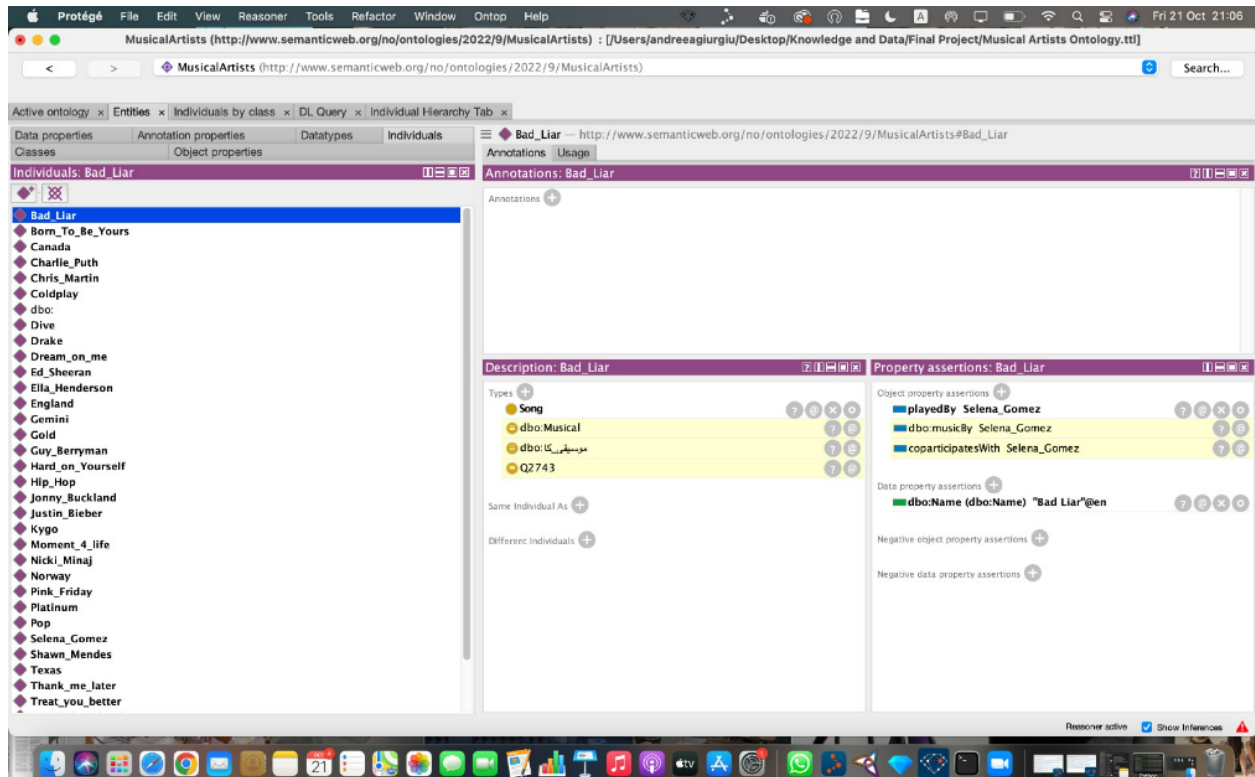 Protégé File Edit View Reasoner Tools Refactor Window Ontop Help Fri 21 Oct 21:06
MusicalArtists (http://www.semanticweb.org/no/ontologies/2022/9/MusicalArtists) : [/Users/andreeagiurgiu/Desktop/Knowledge and Data/Final Project/Musical Artists Ontology.ttl]
< > MusicalArtists (http://www.semanticweb.org/no/ontologies/2022/9/MusicalArtists) Search...
Active ontology × Entities × Individuals by class × DL Query × Individual Hierarchy Tab ×
Data properties Annotation properties Datatypes Individuals
Classes Object properties
Individuals: Bad_Liar
Bad_Liar
Born_To_Be_Yours
Canada
Charlie_Puth
Chris_Martin
Coldplay
dbo:
Dive
Drake
Dream_on_me
Ed_Sheeran
Ella_Henderson
England
Gemini
Gold
Guy_Berryman
Hard_on_Yourself
Hip_Hop
Jonny_Buckland
Justin_Bieber
Kygo
Moment_4_life
Nicki_Minaj
Norway
Pink_Friday
Platinum
Pop
Selena_Gomez
Shawn_Mendes
Texas
Thank_me_later
Treat_you_better
Bad_Liar — http://www.semanticweb.org/no/ontologies/2022/9/MusicalArtists#Bad_Liar
Annotations Usage
Annotations: Bad_Liar
Annotations
Description: Bad_Liar
Types
Song
dbo:Musical
dbo:موسیقی_کا
Q2743
Same Individual As
Different Individuals
Property assertions: Bad_Liar
Object property assertions
playedBy Selena_Gomez
dbo:musicBy Selena_Gomez
coparticipatesWith Selena_Gomez
Data property assertions
dbo:Name (dbo:Name) "Bad Liar"@en
Negative object property assertions
Negative data property assertions
Reasoner active Show Inferences
21
tv